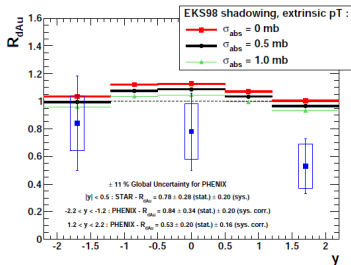 EKS98 shadowing, extrinsic pT :
σabs = 0 mb
σabs = 0.5 mb
σabs = 1.0 mb
RdAu
1.6
1.4
1.2
1
0.8
0.6
0.4
0.2
0
± 11 % Global Uncertainty for PHENIX
|y| < 0.5 : STAR - RdAu = 0.78 ± 0.28 (stat.) ± 0.20 (sys.)
-2.2 < y < -1.2 : PHENIX - RdAu = 0.84 ± 0.34 (stat.) ± 0.20 (sys. corr.)
1.2 < y < 2.2 : PHENIX - RdAu = 0.53 ± 0.20 (stat.) ± 0.16 (sys. corr.)
-2 -1.5 -1 -0.5 0 0.5 1 1.5 2
y